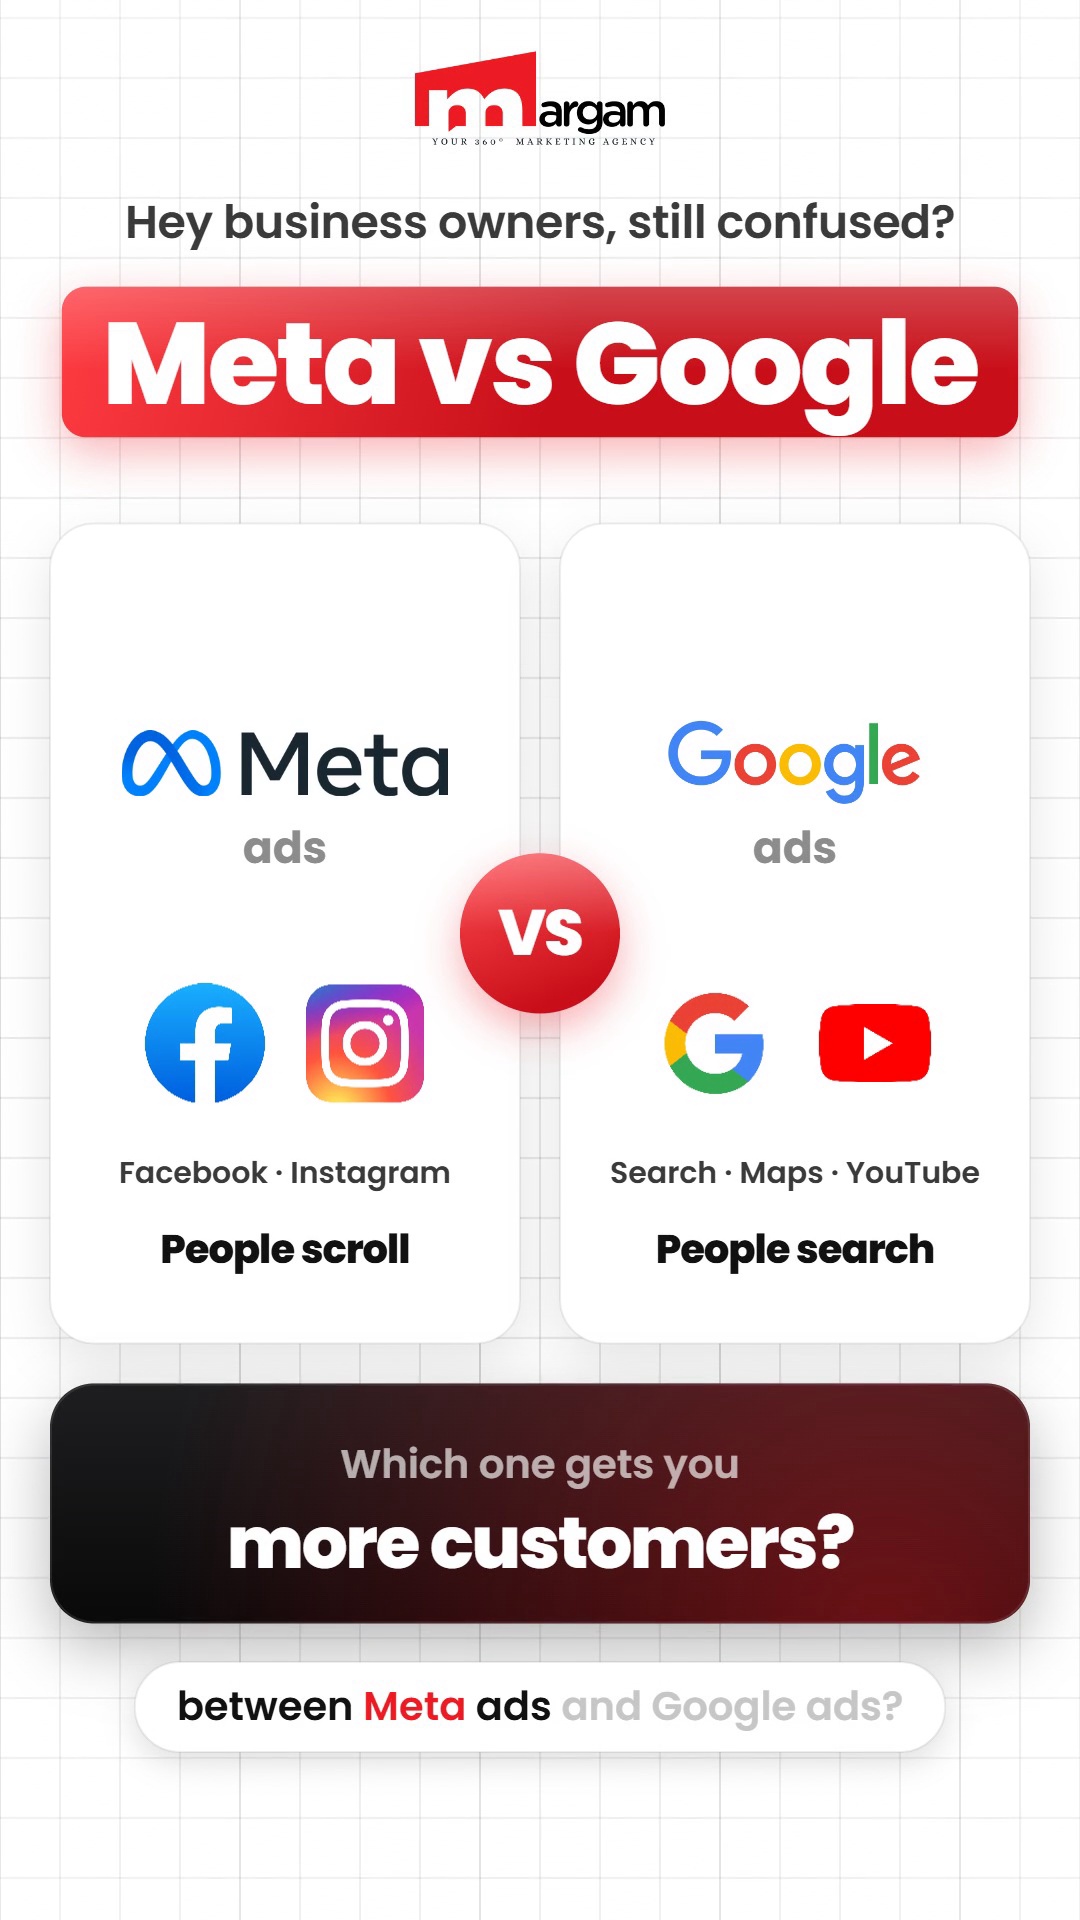 margam
YOUR 360° MARKETING AGENCY
Hey business owners, still confused?
Meta vs Google
Meta
ads
Google
ads
VS
Facebook · Instagram
Search · Maps · YouTube
People scroll
People search
Which one gets you
more customers?
between Meta ads and Google ads?